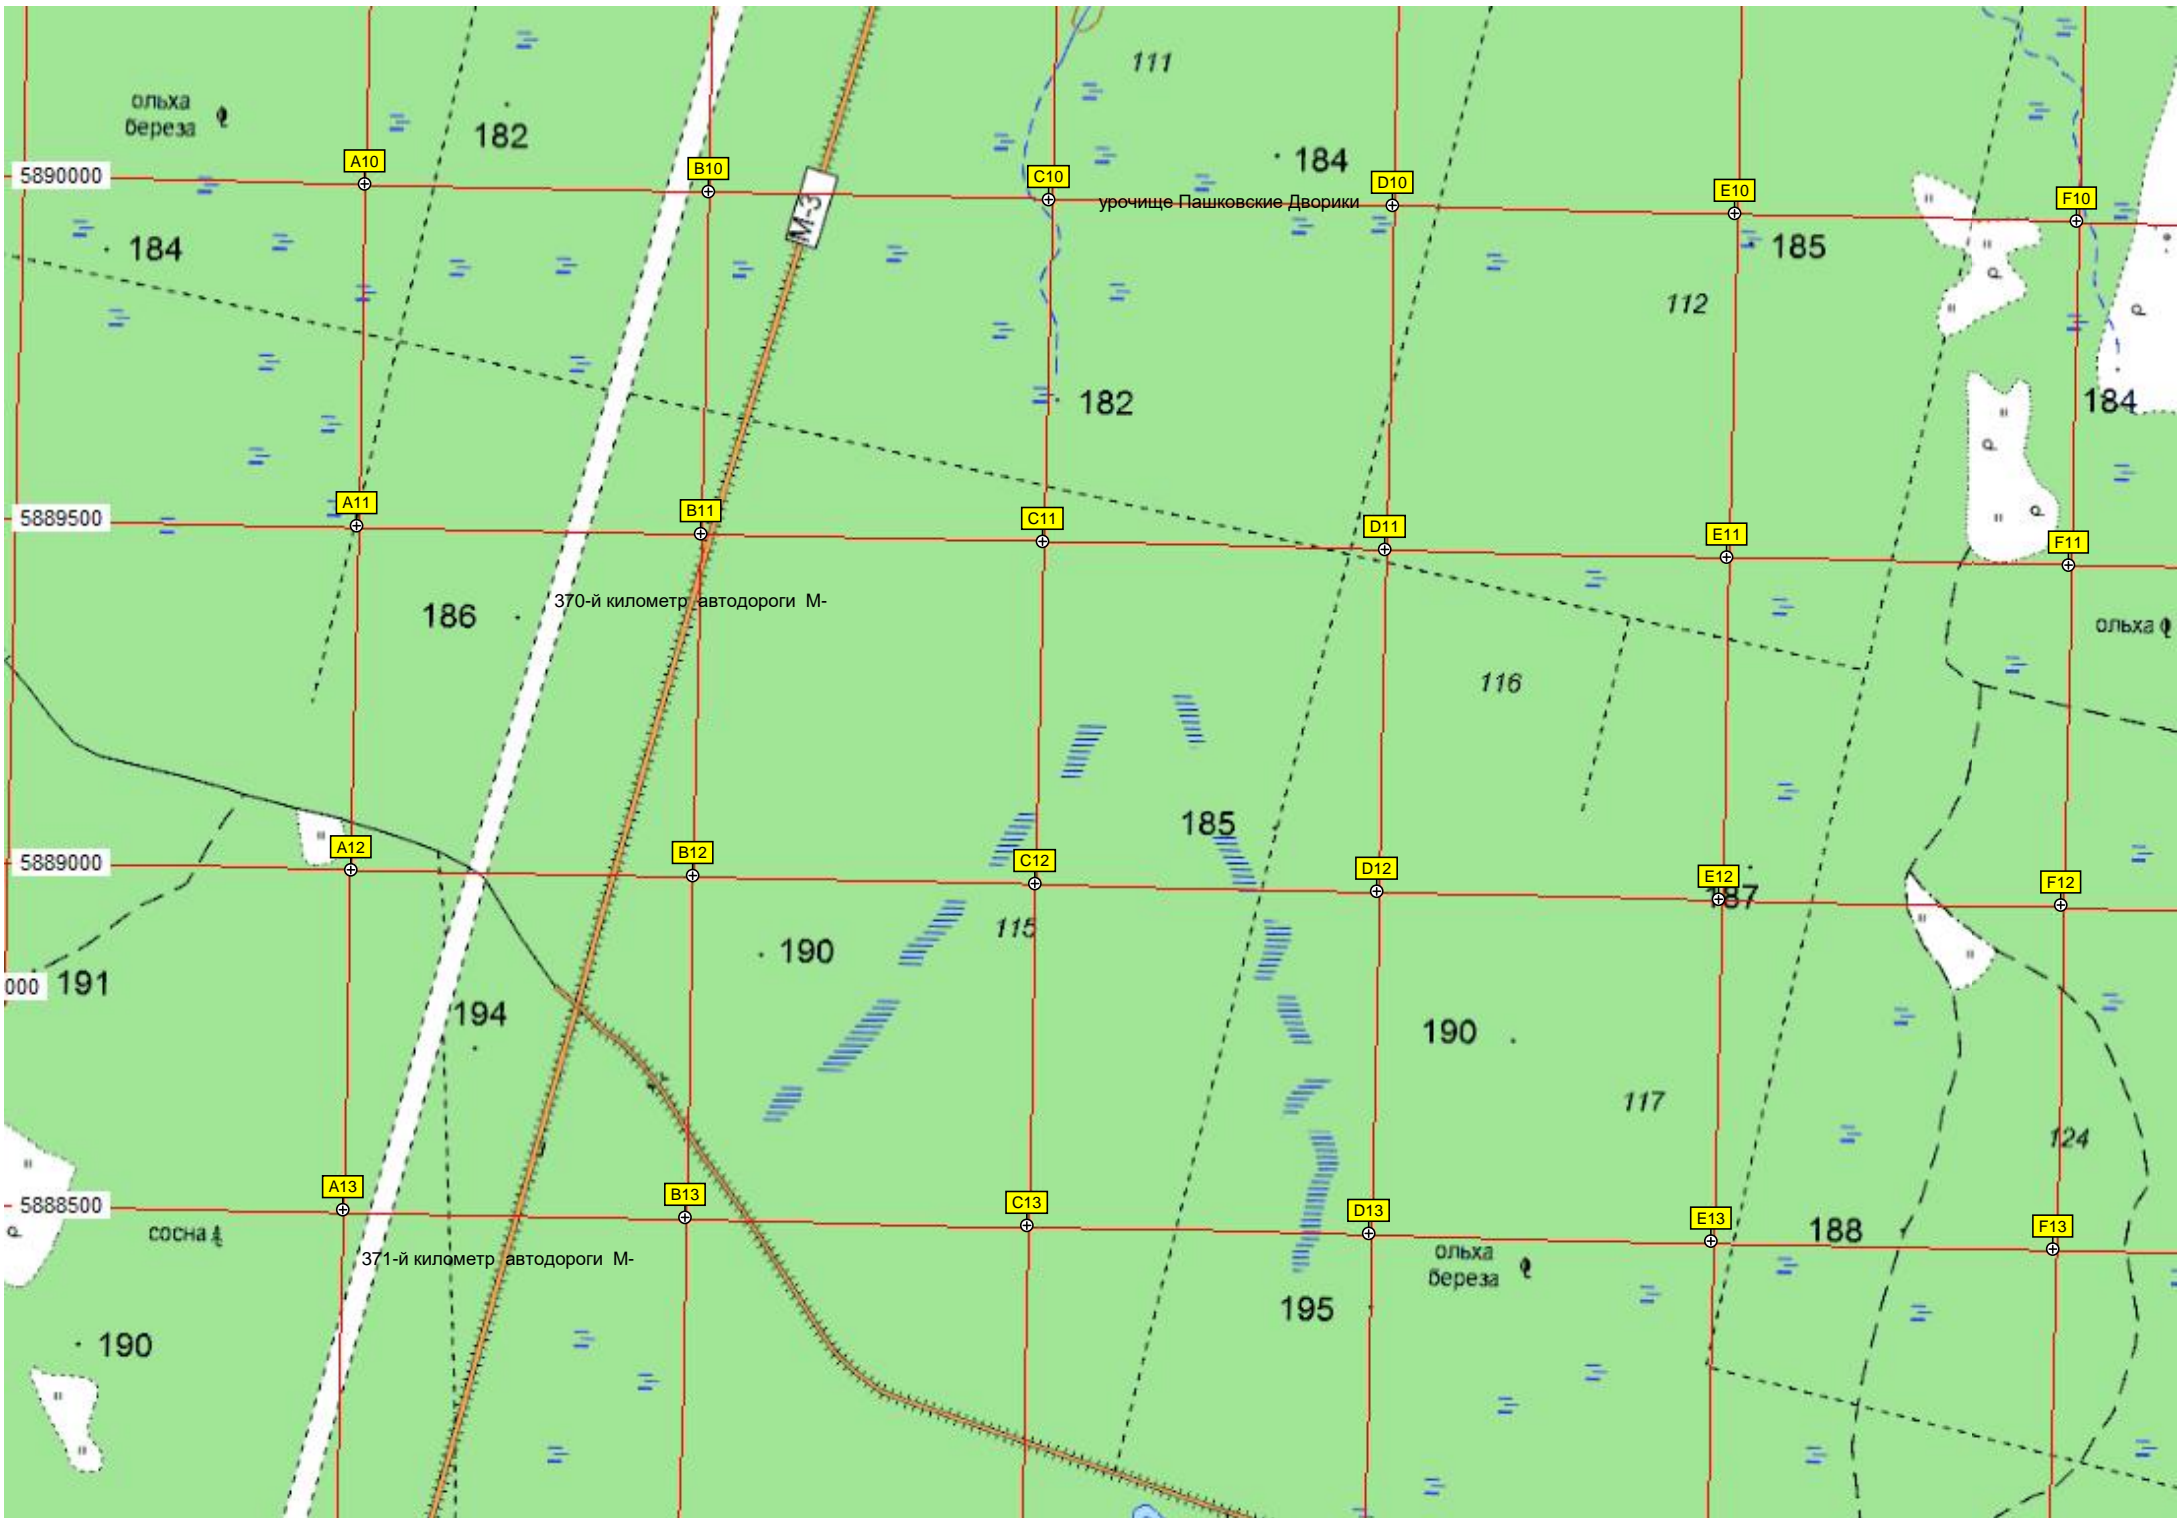 111
ольха
береза
182
184
A10
B10
C10
D10
E10
F10
5890000
урочище Пашковские Дворики
М-3
184
185
112
182
184
A11
B11
C11
D11
E11
F11
5889500
370-й километр автодороги М-
186
ольха
116
185
A12
B12
C12
D12
E12
F12
5889000
187
115
190
000
191
194
190
117
124
A13
B13
C13
D13
E13
F13
5888500
сосна
188
371-й километр автодороги М-
ольха
береза
195
190